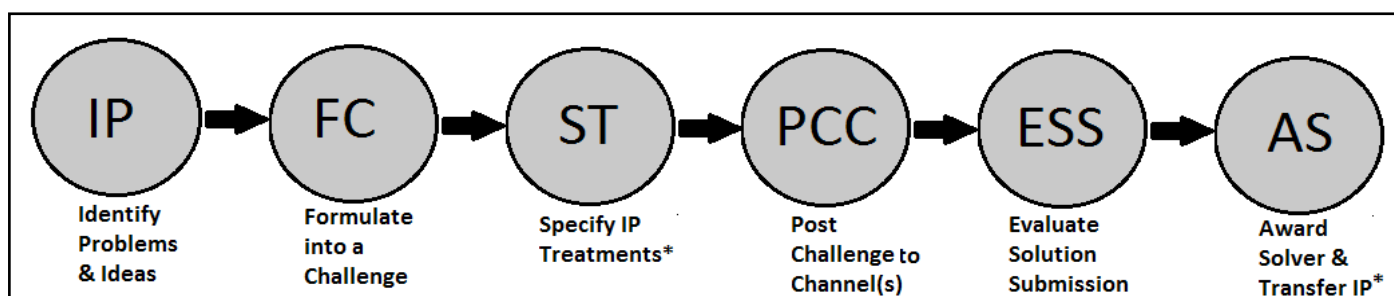 IP
FC
ST
PCC
ESS
AS
Identify
Problems
& Ideas
Formulate
into a
Challenge
Specify IP
Treatments*
Post
Challenge to
Channel(s)
Evaluate
Solution
Submission
Award
Solver &
Transfer IP*